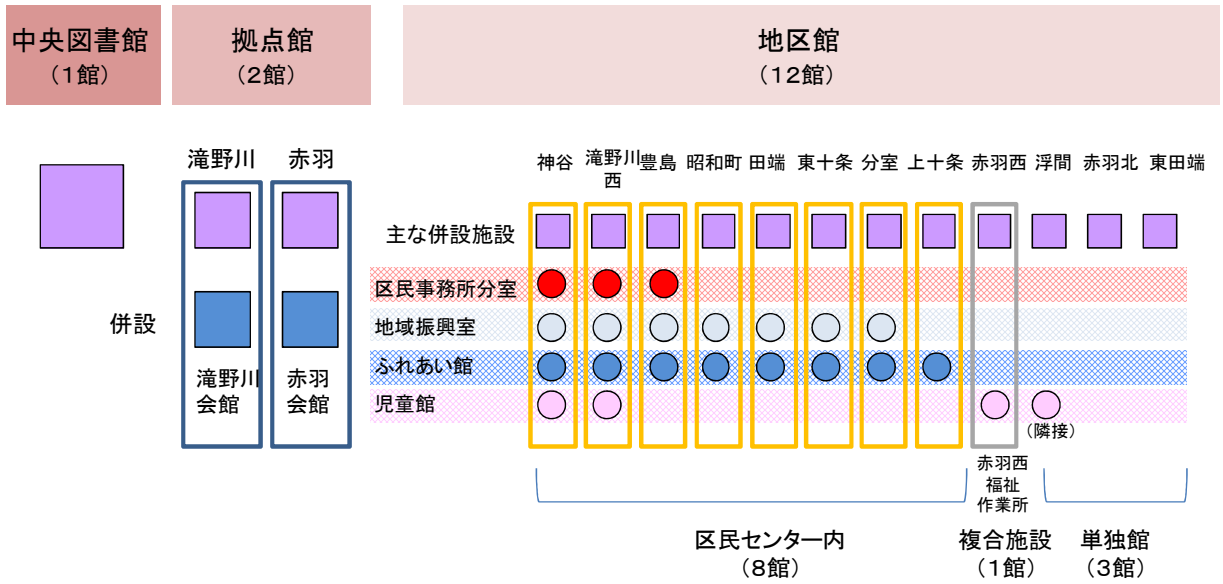 中央図書館
（1館）
拠点館
（2館）
地区館
（12館）
滝野川
赤羽
神谷
滝野川
西
豊島
昭和町
田端
東十条
分室
上十条
赤羽西
浮間
赤羽北
東田端
主な併設施設
区民事務所分室
併設
地域振興室
ふれあい館
滝野川
会館
赤羽
会館
児童館
（隣接）
赤羽西
福祉
作業所
区民センター内
（8館）
複合施設
（1館）
単独館
（3館）